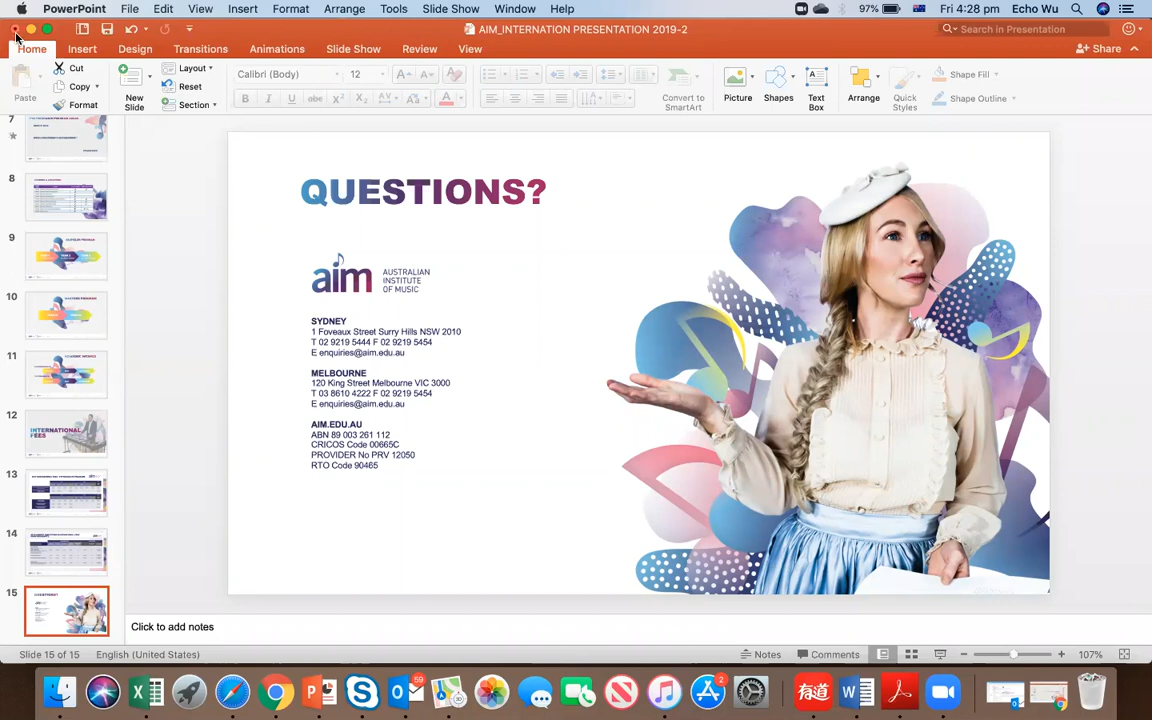 PowerPoint File Edit View Insert Format Arrange Tools Slide Show Window Help 97% Fri 4:28 pm Echo Wu
AIM_INTERNATION PRESENTATION 2019-2 Search in Presentation
Home Insert Design Transitions Animations Slide Show Review View Share
Paste Cut Copy Format
New Slide Layout Reset Section
Calibri (Body) 12
Convert to SmartArt
Picture Shapes Text Box Arrange Quick Styles Shape Fill Shape Outline
7
8
9
10
11
12
INTERNATIONAL
FEES
13
14
15
QUESTIONS?
aim AUSTRALIAN
INSTITUTE
OF MUSIC
SYDNEY
1 Foveaux Street Surry Hills NSW 2010
T 02 9219 5444 F 02 9219 5454
E enquiries@aim.edu.au
MELBOURNE
120 King Street Melbourne VIC 3000
T 03 8610 4222 F 02 9219 5454
E enquiries@aim.edu.au
AIM.EDU.AU
ABN 89 003 261 112
CRICOS Code 00665C
PROVIDER No PRV 12050
RTO Code 90465
Click to add notes
Slide 15 of 15 English (United States) Notes Comments 107%
59
2
有道